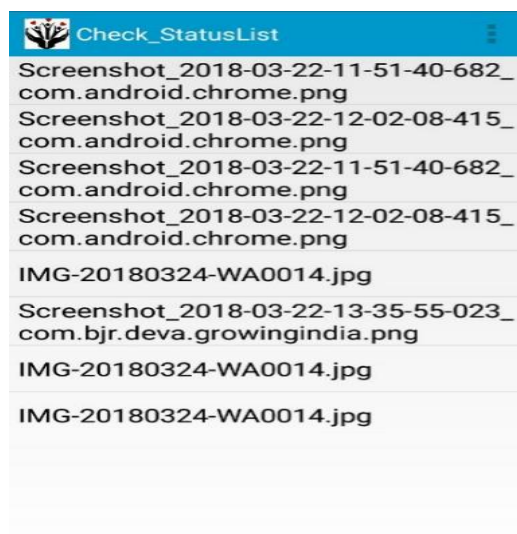 Check_StatusList
Screenshot_2018-03-22-11-51-40-682_
com.android.chrome.png
Screenshot_2018-03-22-12-02-08-415_
com.android.chrome.png
Screenshot_2018-03-22-11-51-40-682_
com.android.chrome.png
Screenshot_2018-03-22-12-02-08-415_
com.android.chrome.png
IMG-20180324-WA0014.jpg
Screenshot_2018-03-22-13-35-55-023_
com.bjr.deva.growingindia.png
IMG-20180324-WA0014.jpg
IMG-20180324-WA0014.jpg